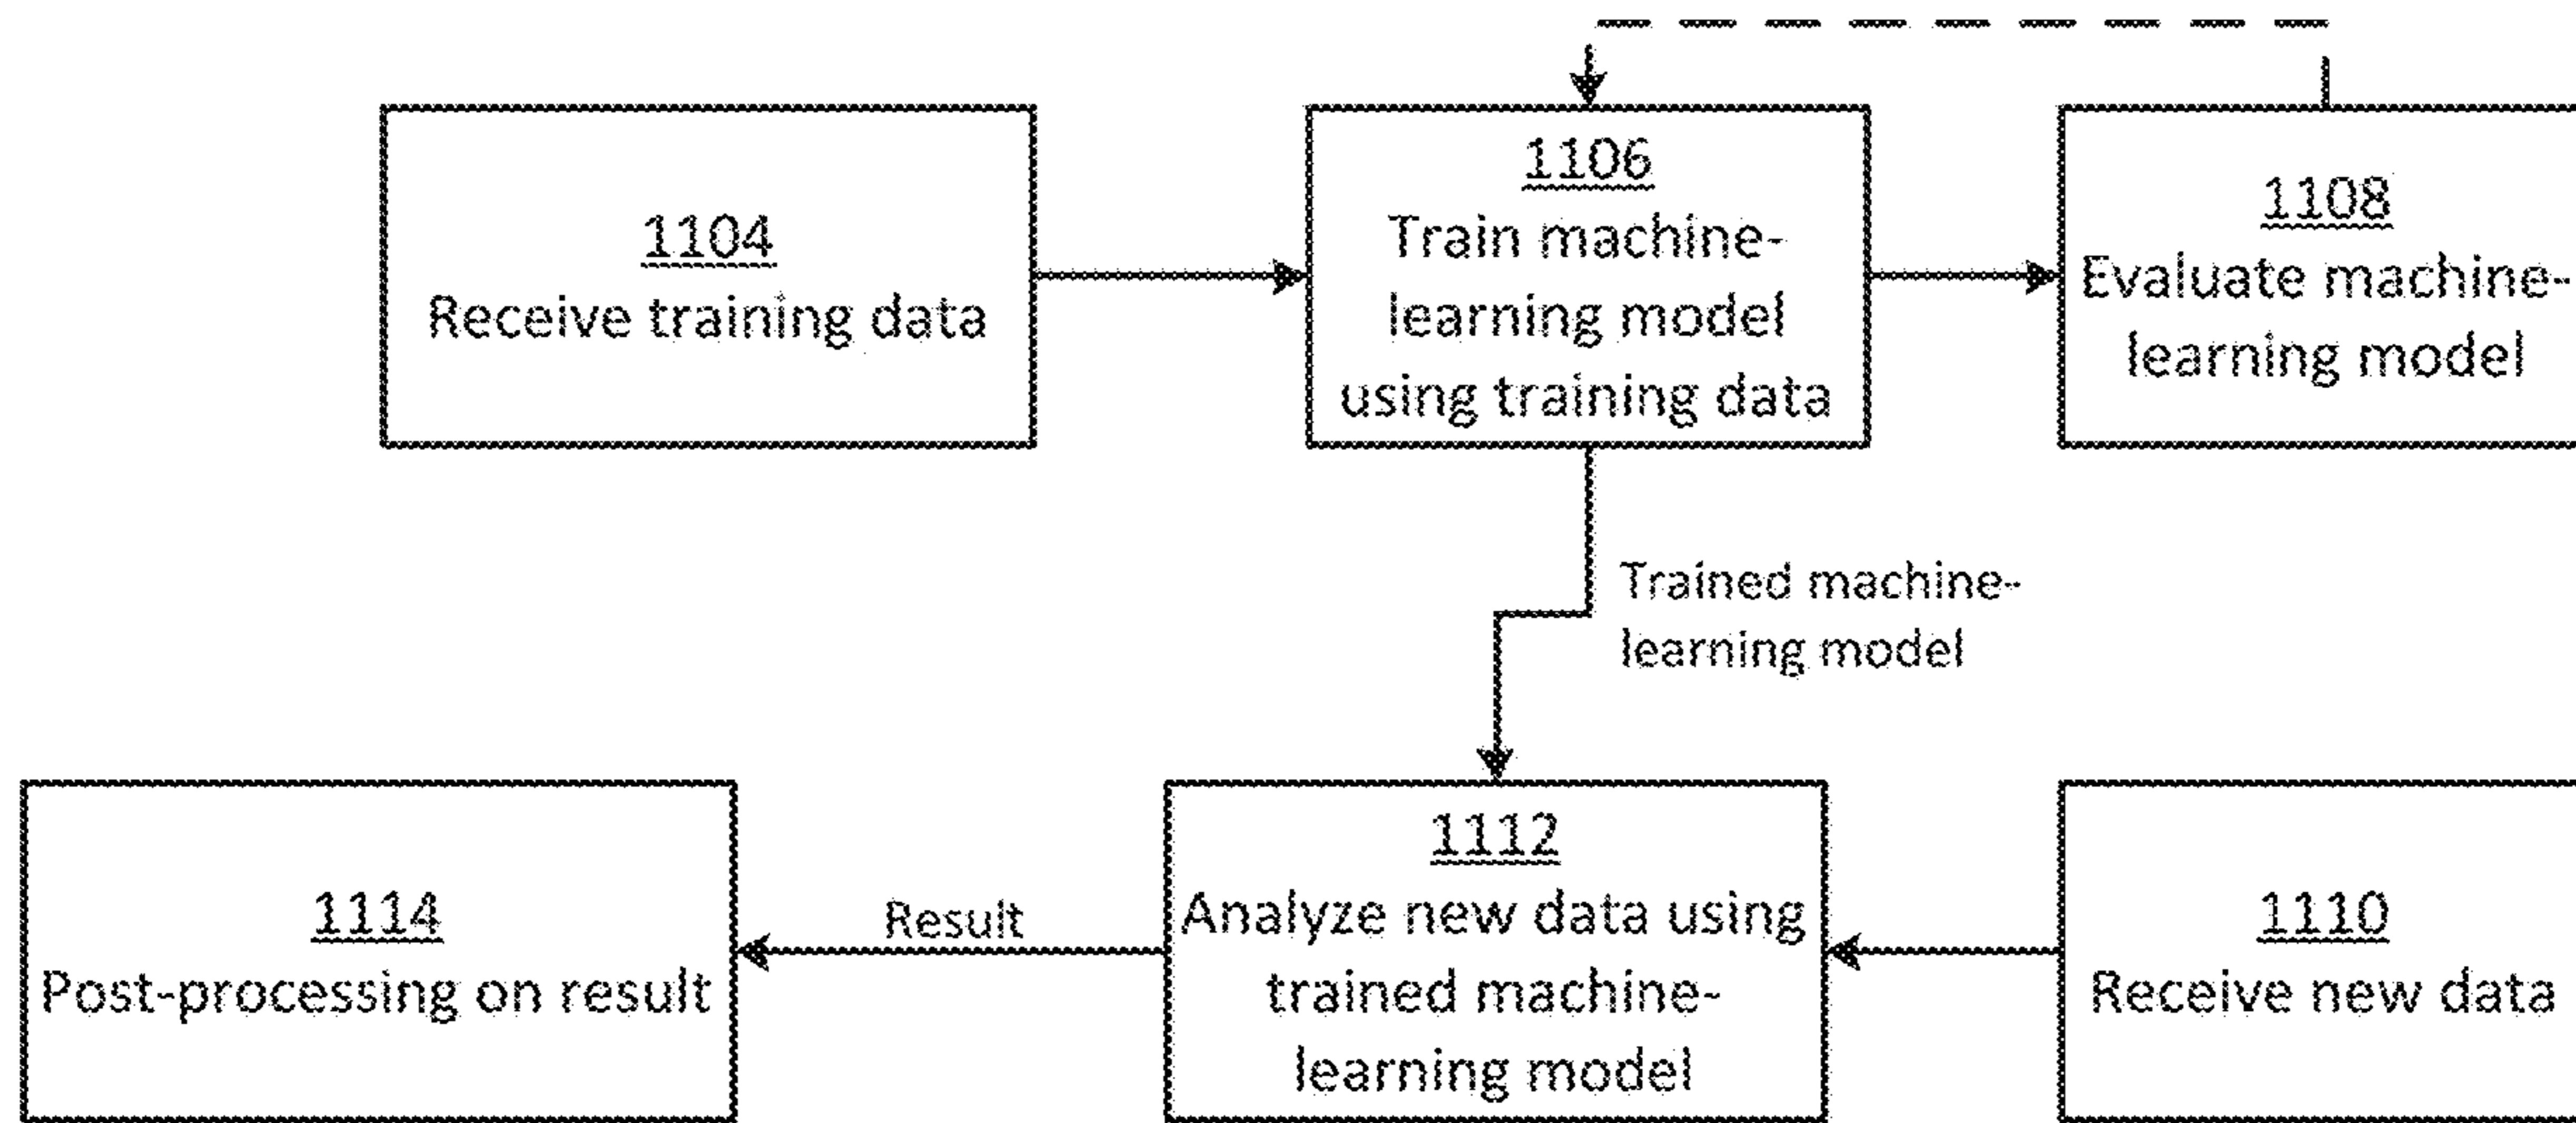 1104
Receive training data
1106
Train machine-
learning model
using training data
1108
Evaluate machine-
learning model
Trained machine-
learning model
1114
Post-processing on result
Result
1112
Analyze new data using
trained machine-
learning model
1110
Receive new data